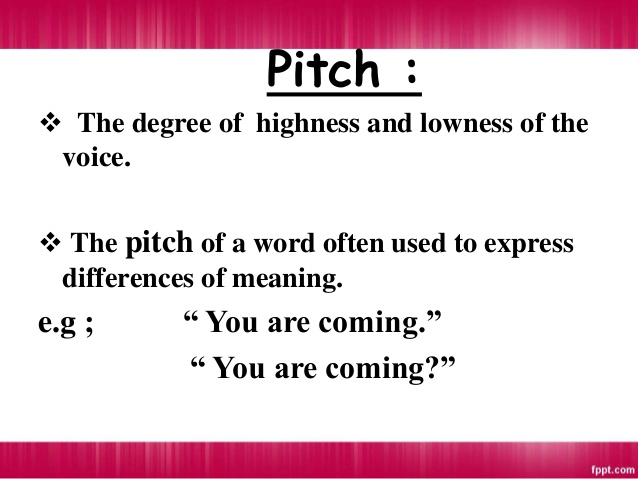 Pitch :
❖ The degree of highness and lowness of the
voice.
❖ The pitch of a word often used to express
differences of meaning.
e.g ; “ You are coming.”
“ You are coming?”
fppt.com